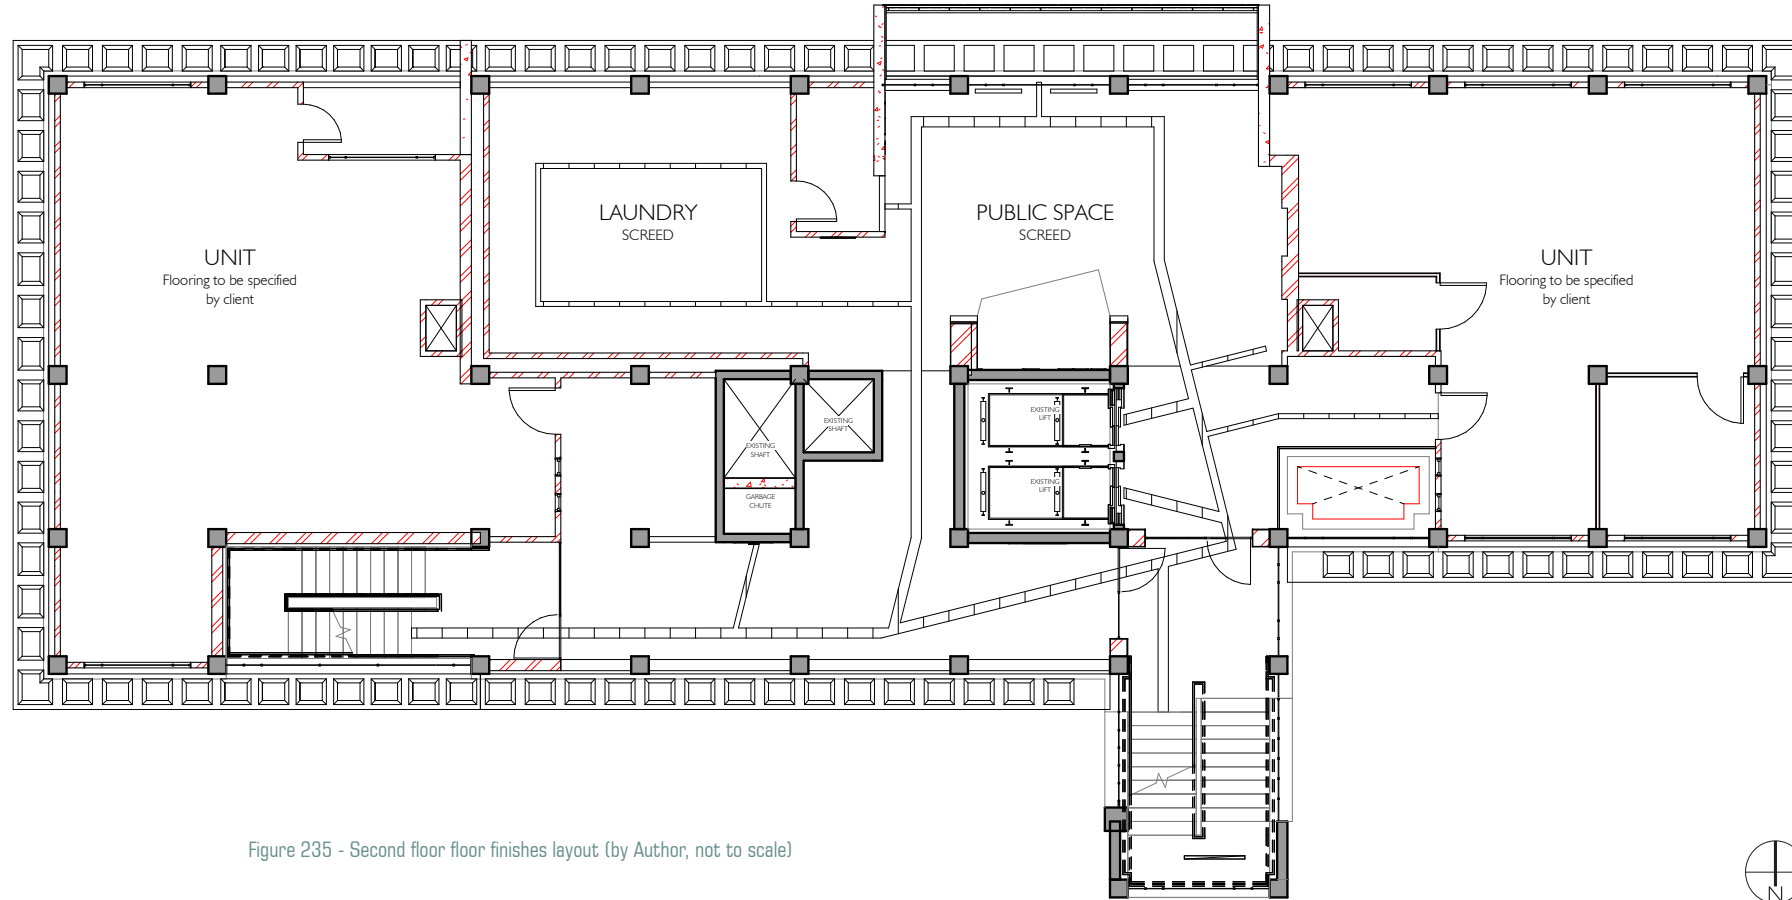 LAUNDRY
SCREED
PUBLIC SPACE
SCREED
UNIT
Flooring to be specified
by client
UNIT
Flooring to be specified
by client
EXISTING
SHAFT
EXISTING
SHAFT
GARBAGE
CHUTE
EXISTING
LIFT
EXISTING
LIFT
Figure 235 - Second floor floor finishes layout (by Author, not to scale)
N